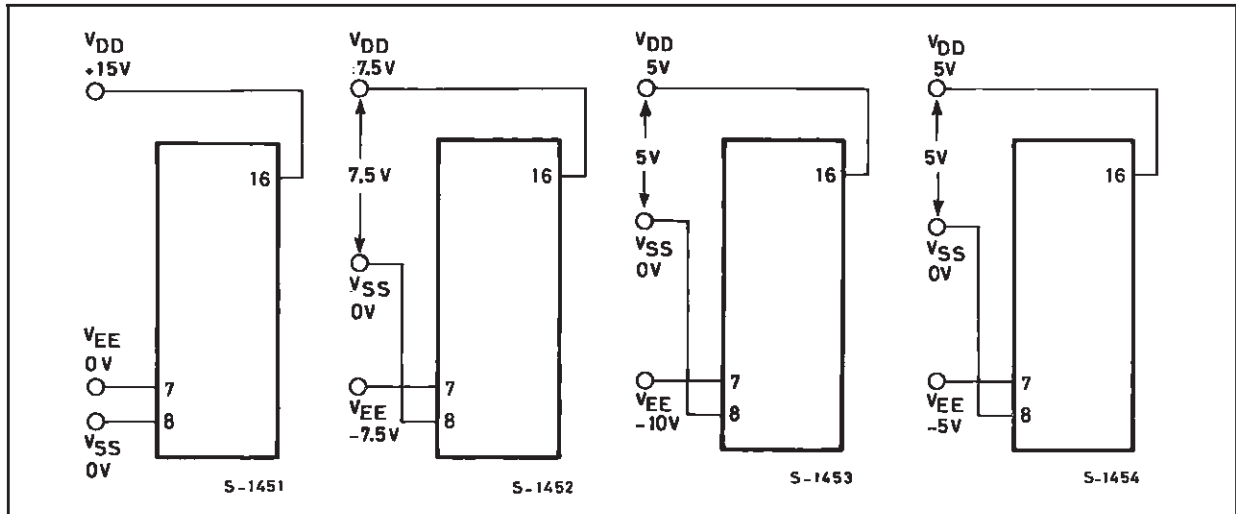 VDD
+15V
16
VEE
0V
7
8
VSS
0V
S-1451
VDD
:7.5V
7.5V
16
VSS
0V
7
VEE
8
-7.5V
S-1452
VDD
5V
5V
16
VSS
0V
7
VEE
8
-10V
S-1453
VDD
5V
5V
16
VSS
0V
7
VEE
8
-5V
S-1454